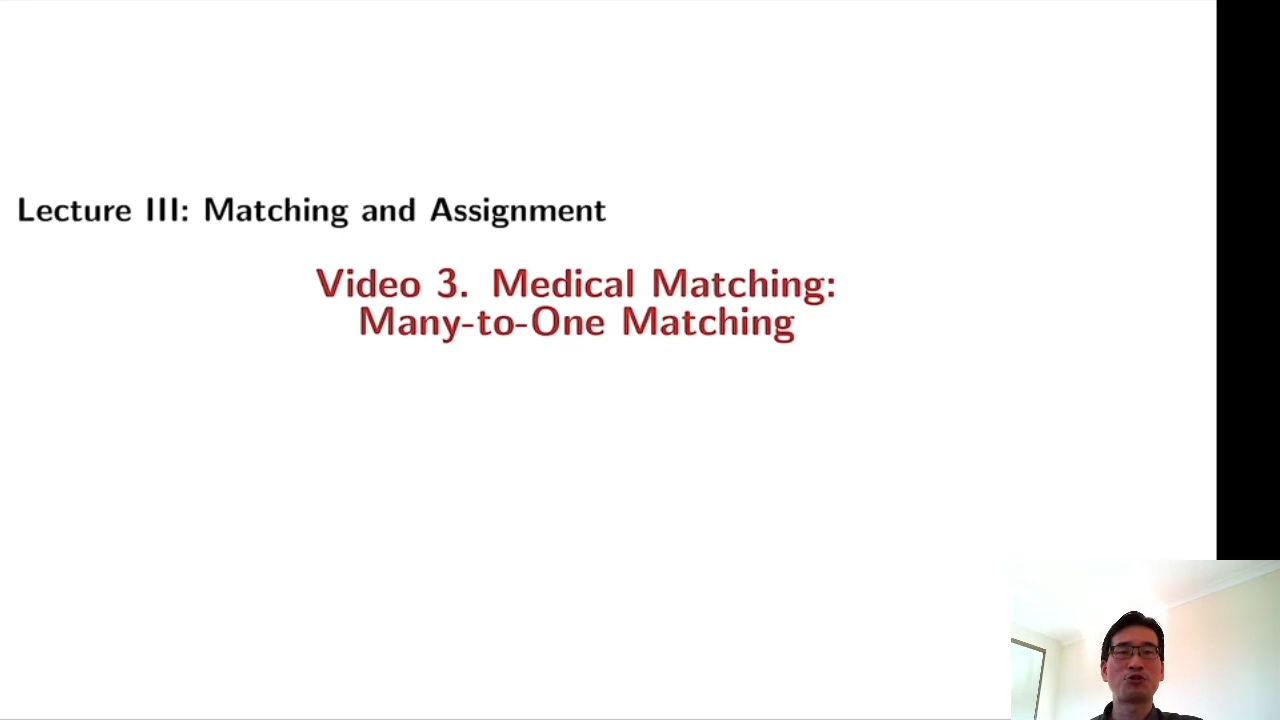 Lecture III: Matching and Assignment
Video 3. Medical Matching:
Many-to-One Matching